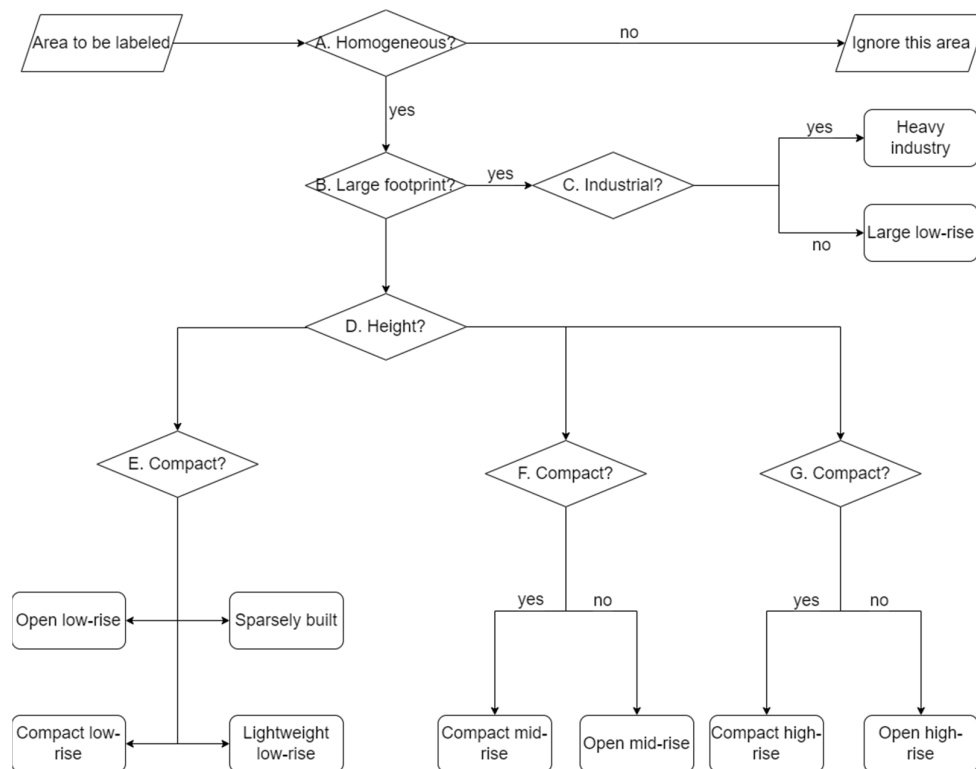 Area to be labeled
A. Homogeneous?
no
Ignore this area
yes
B. Large footprint?
yes
C. Industrial?
yes
Heavy
industry
no
Large low-rise
D. Height?
E. Compact?
F. Compact?
G. Compact?
Open low-rise
Sparsely built
yes
no
yes
no
Compact low-
rise
Lightweight
low-rise
Compact mid-
rise
Open mid-rise
Compact high-
rise
Open high-
rise